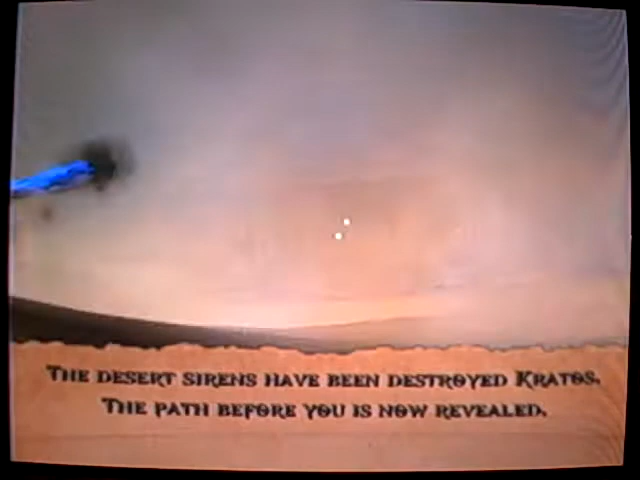 The desert sirens have been destroyed Kratos.
The path before you is now revealed.